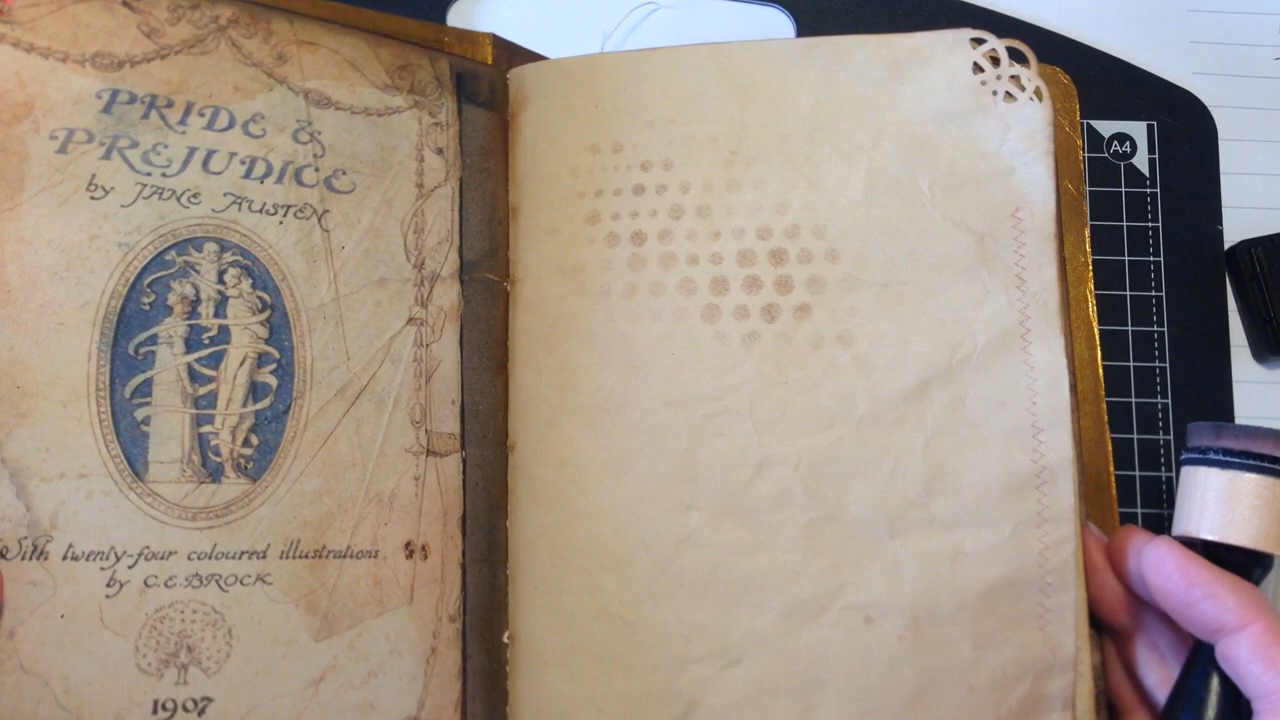 PRIDE &
PREJUDICE
by JANE AUSTEN
With twenty-four coloured illustrations
by C.E.BROCK
1907
A4